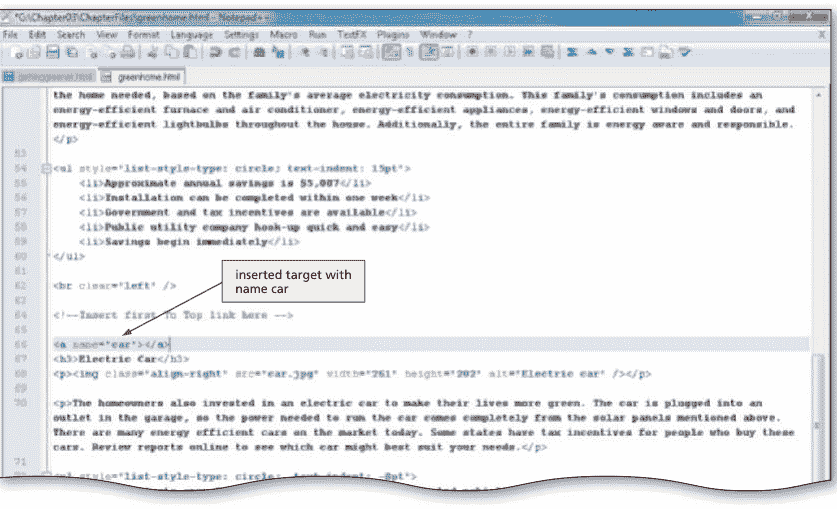 *G:\Chapter03\ChapterFiles\greenhome.html - Notepad++
File Edit Search View Format Language Settings Macro Run TextFX Plugins Window ? X
gettinggreener.html greenhome.html
the home needed, based on the family's average electricity consumption. This family's consumption includes an
energy-efficient furnace and air conditioner, energy-efficient appliances, energy-efficient windows and doors, and
energy-efficient lightbulbs throughout the house. Additionally, the entire family is energy aware and responsible.
</p>
53
54 <ul style="list-style-type: circle; text-indent: 15pt">
55 <li>Approximate annual savings is $5,087</li>
56 <li>Installation can be completed within one week</li>
57 <li>Government and tax incentives are available</li>
58 <li>Public utility company hook-up quick and easy</li>
59 <li>Savings begin immediately</li>
60 </ul>
61
62 <br clear="left" />
63
inserted target with
name car
64 <!--Insert first To Top link here -->
65
66 <a name="car"></a>
67 <h3>Electric Car</h3>
68 <p><img class="align-right" src="car.jpg" width="261" height="202" alt="Electric car" /></p>
69
70 <p>The homeowners also invested in an electric car to make their lives more green. The car is plugged into an
outlet in the garage, so the power needed to run the car comes completely from the solar panels mentioned above.
There are many energy efficient cars on the market today. Some states have tax incentives for people who buy these
cars. Review reports online to see which car might best suit your needs.</p>
71
style="list-style-type: circle; text-indent: